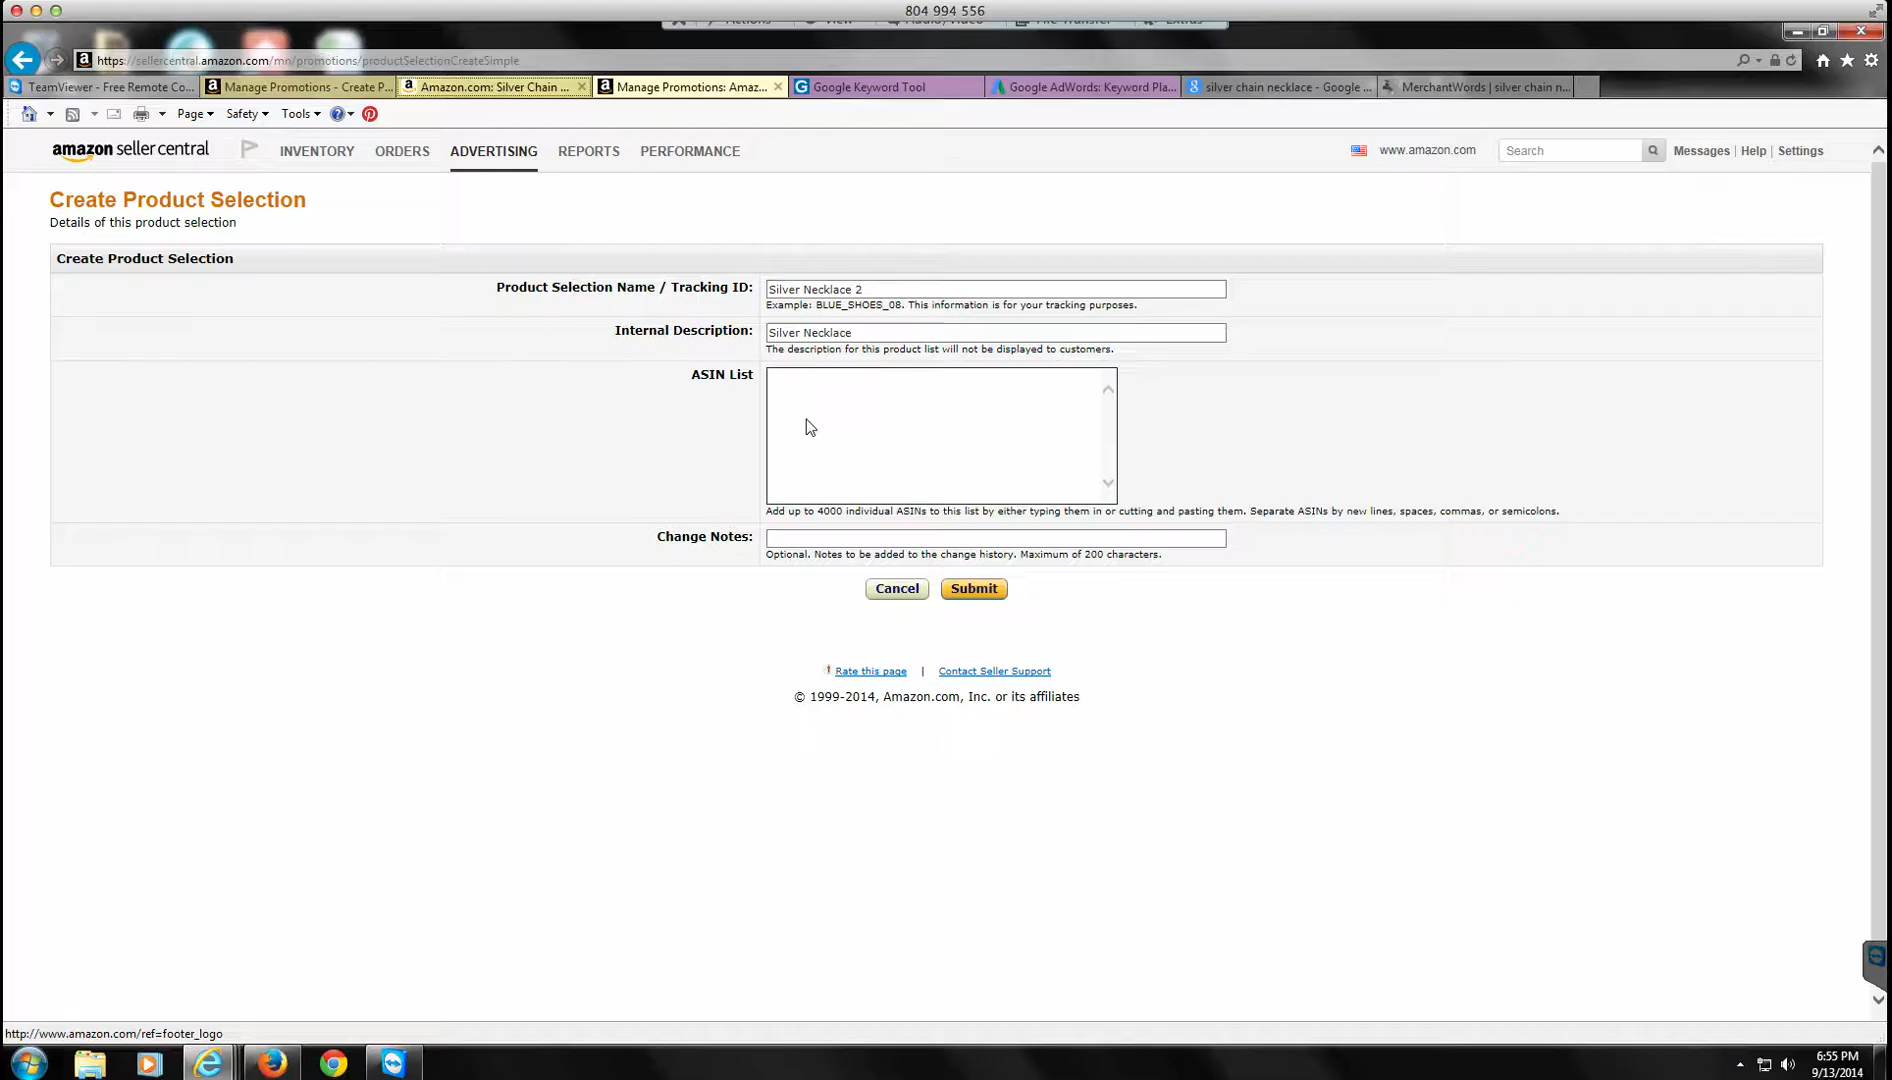 804 994 556
Actions View Audio/Video File Transfer Extras
https://sellercentral.amazon.com/mn/promotions/productSelectionCreateSimple
TeamViewer - Free Remote Co... Manage Promotions - Create P... Amazon.com: Silver Chain ... Manage Promotions: Amaz... Google Keyword Tool Google AdWords: Keyword Pla... silver chain necklace - Google ... MerchantWords | silver chain n...
Page Safety Tools
amazon seller central INVENTORY ORDERS ADVERTISING REPORTS PERFORMANCE www.amazon.com Search Messages | Help | Settings
Create Product Selection
Details of this product selection
Create Product Selection
Product Selection Name / Tracking ID: Silver Necklace 2
Example: BLUE_SHOES_08. This information is for your tracking purposes.
Internal Description: Silver Necklace
The description for this product list will not be displayed to customers.
ASIN List
Add up to 4000 individual ASINs to this list by either typing them in or cutting and pasting them. Separate ASINs by new lines, spaces, commas, or semicolons.
Change Notes:
Optional. Notes to be added to the change history. Maximum of 200 characters.
Cancel Submit
Rate this page | Contact Seller Support
© 1999-2014, Amazon.com, Inc. or its affiliates
http://www.amazon.com/ref=footer_logo
6:55 PM
9/13/2014